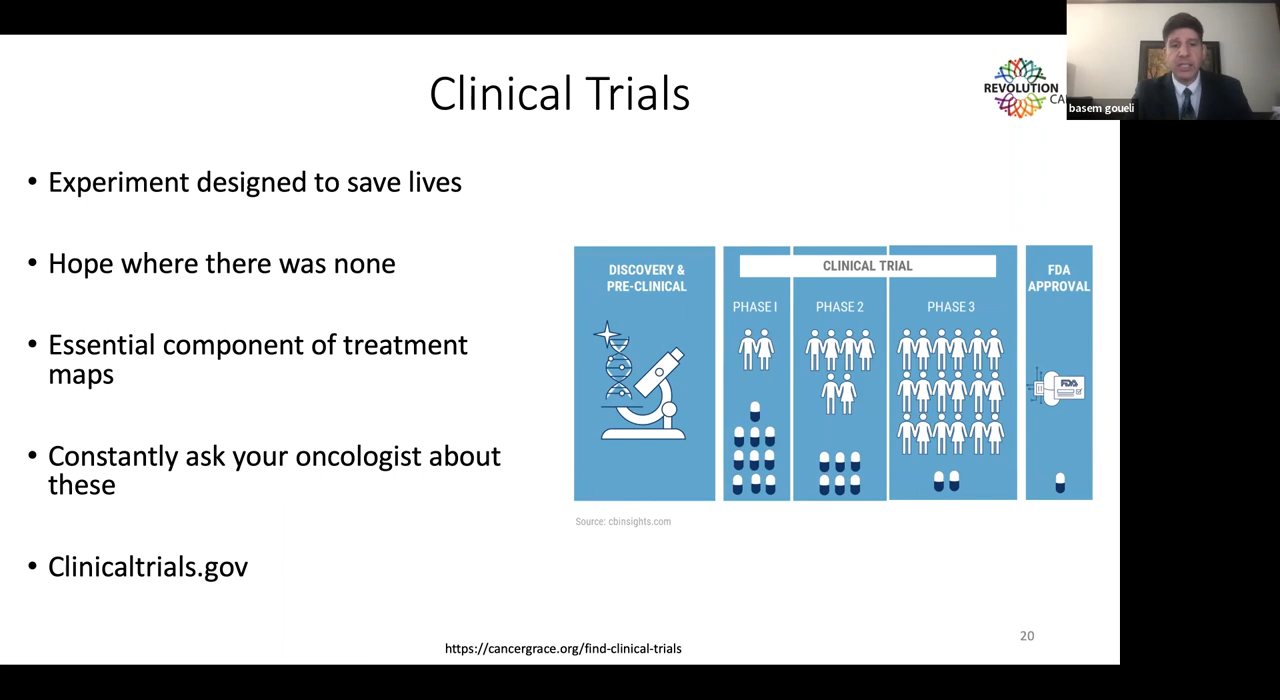 Clinical Trials
REVOLUTION
CA
basem goueli
• Experiment designed to save lives
• Hope where there was none
• Essential component of treatment
maps
• Constantly ask your oncologist about
these
• Clinicaltrials.gov
DISCOVERY &
PRE-CLINICAL
CLINICAL TRIAL
PHASE I
PHASE 2
PHASE 3
FDA
APPROVAL
FDA
Source: cbinsights.com
20
https://cancergrace.org/find-clinical-trials